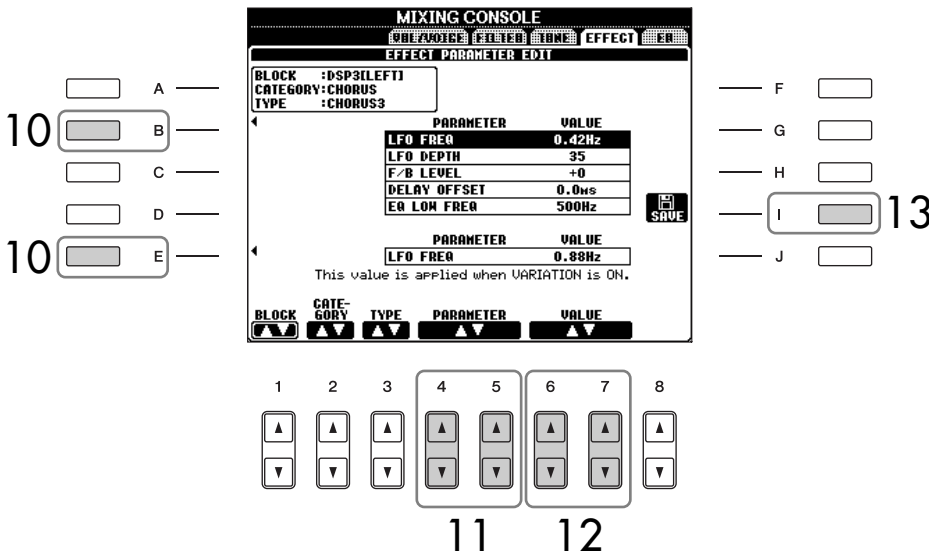 MIXING CONSOLE
VOL/VOICE FILTER TUNE EFFECT EQ
EFFECT PARAMETER EDIT
BLOCK :DSP3[LEFT]
CATEGORY:CHORUS
TYPE :CHORUS3
PARAMETER VALUE
LFO FREQ 0.42Hz
LFO DEPTH 35
F/B LEVEL +0
DELAY OFFSET 0.0ms
EQ LOW FREQ 500Hz
SAVE
PARAMETER VALUE
LFO FREQ 0.88Hz
This value is applied when VARIATION is ON.
BLOCK CATE-GORY TYPE PARAMETER VALUE
A
10 B
C
D
10 E
F
G
H
I 13
J
1 2 3 4 5 6 7 8
11 12